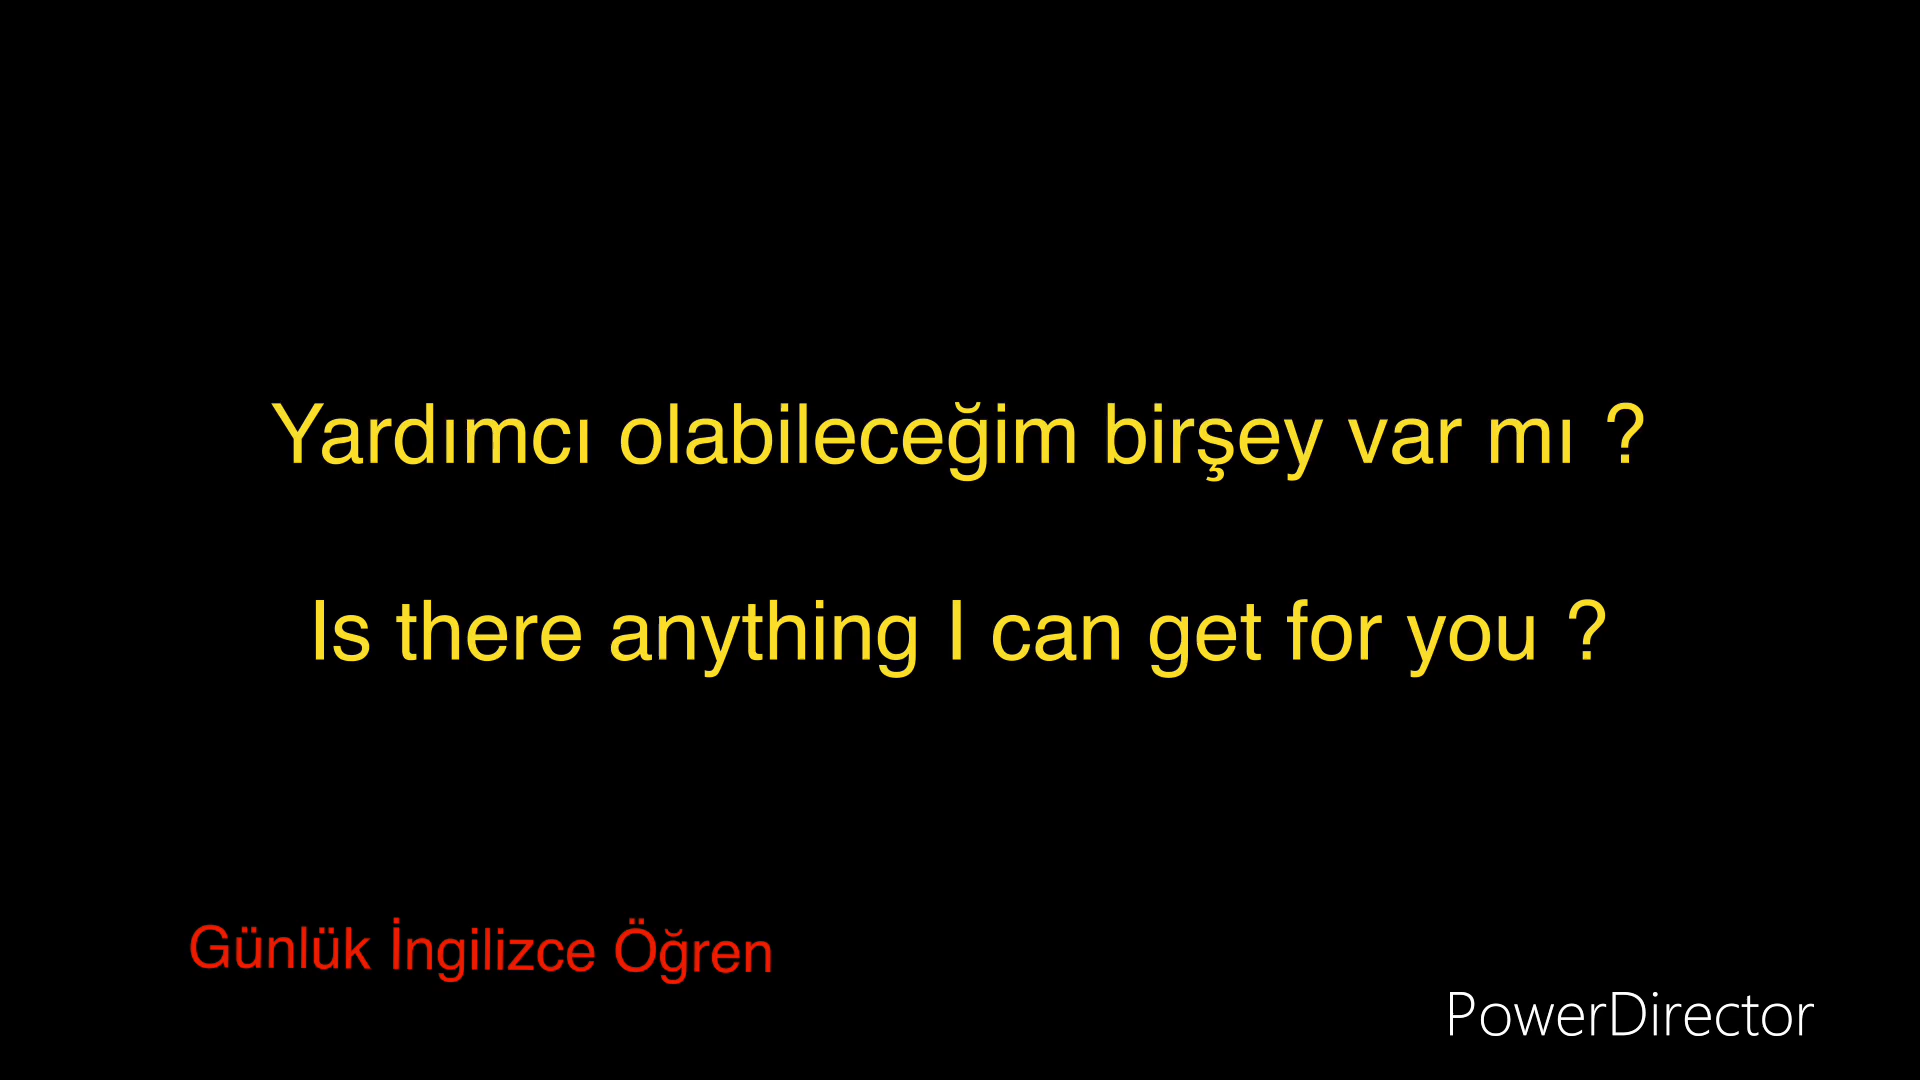 Yardımcı olabileceğim birşey var mı ?
Is there anything I can get for you ?
Günlük İngilizce Öğren
PowerDirector